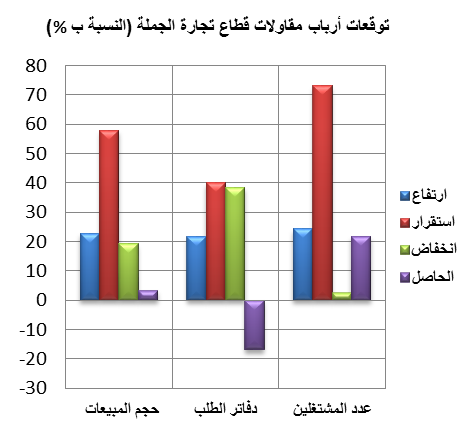 توقعات أرباب مقاولات قطاع تجارة الجملة (النسبة ب %)
80
70
60
50
40
30
20
10
0
-10
-20
-30
ارتفاع
استقرار
انخفاض
الحاصل
حجم المبيعات
دفاتر الطلب
عدد المشتغلين